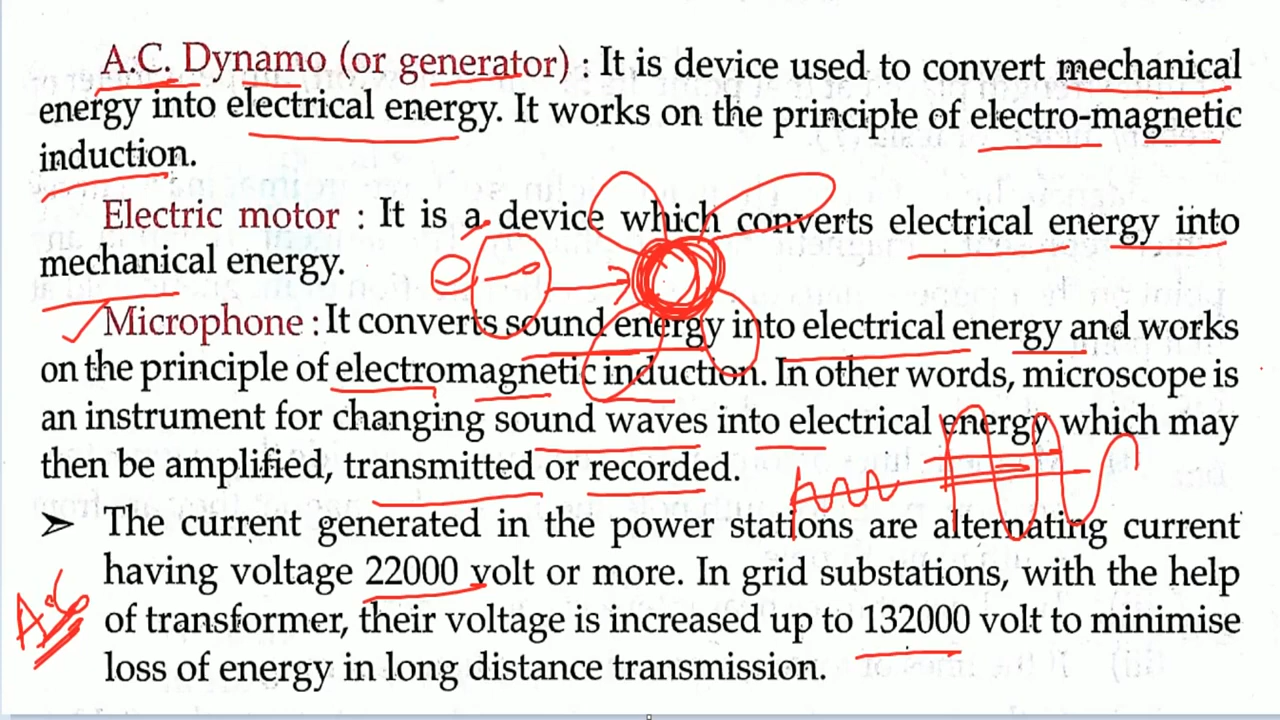 A.C. Dynamo (or generator) : It is device used to convert mechanical
energy into electrical energy. It works on the principle of electro-magnetic
induction.
Electric motor : It is a device which converts electrical energy into
mechanical energy.
Microphone : It converts sound energy into electrical energy and works
on the principle of electromagnetic induction. In other words, microscope is
an instrument for changing sound waves into electrical energy which may
then be amplified, transmitted or recorded.
➢ The current generated in the power stations are alternating current
having voltage 22000 volt or more. In grid substations, with the help
A.C
of transformer, their voltage is increased up to 132000 volt to minimise
loss of energy in long distance transmission.